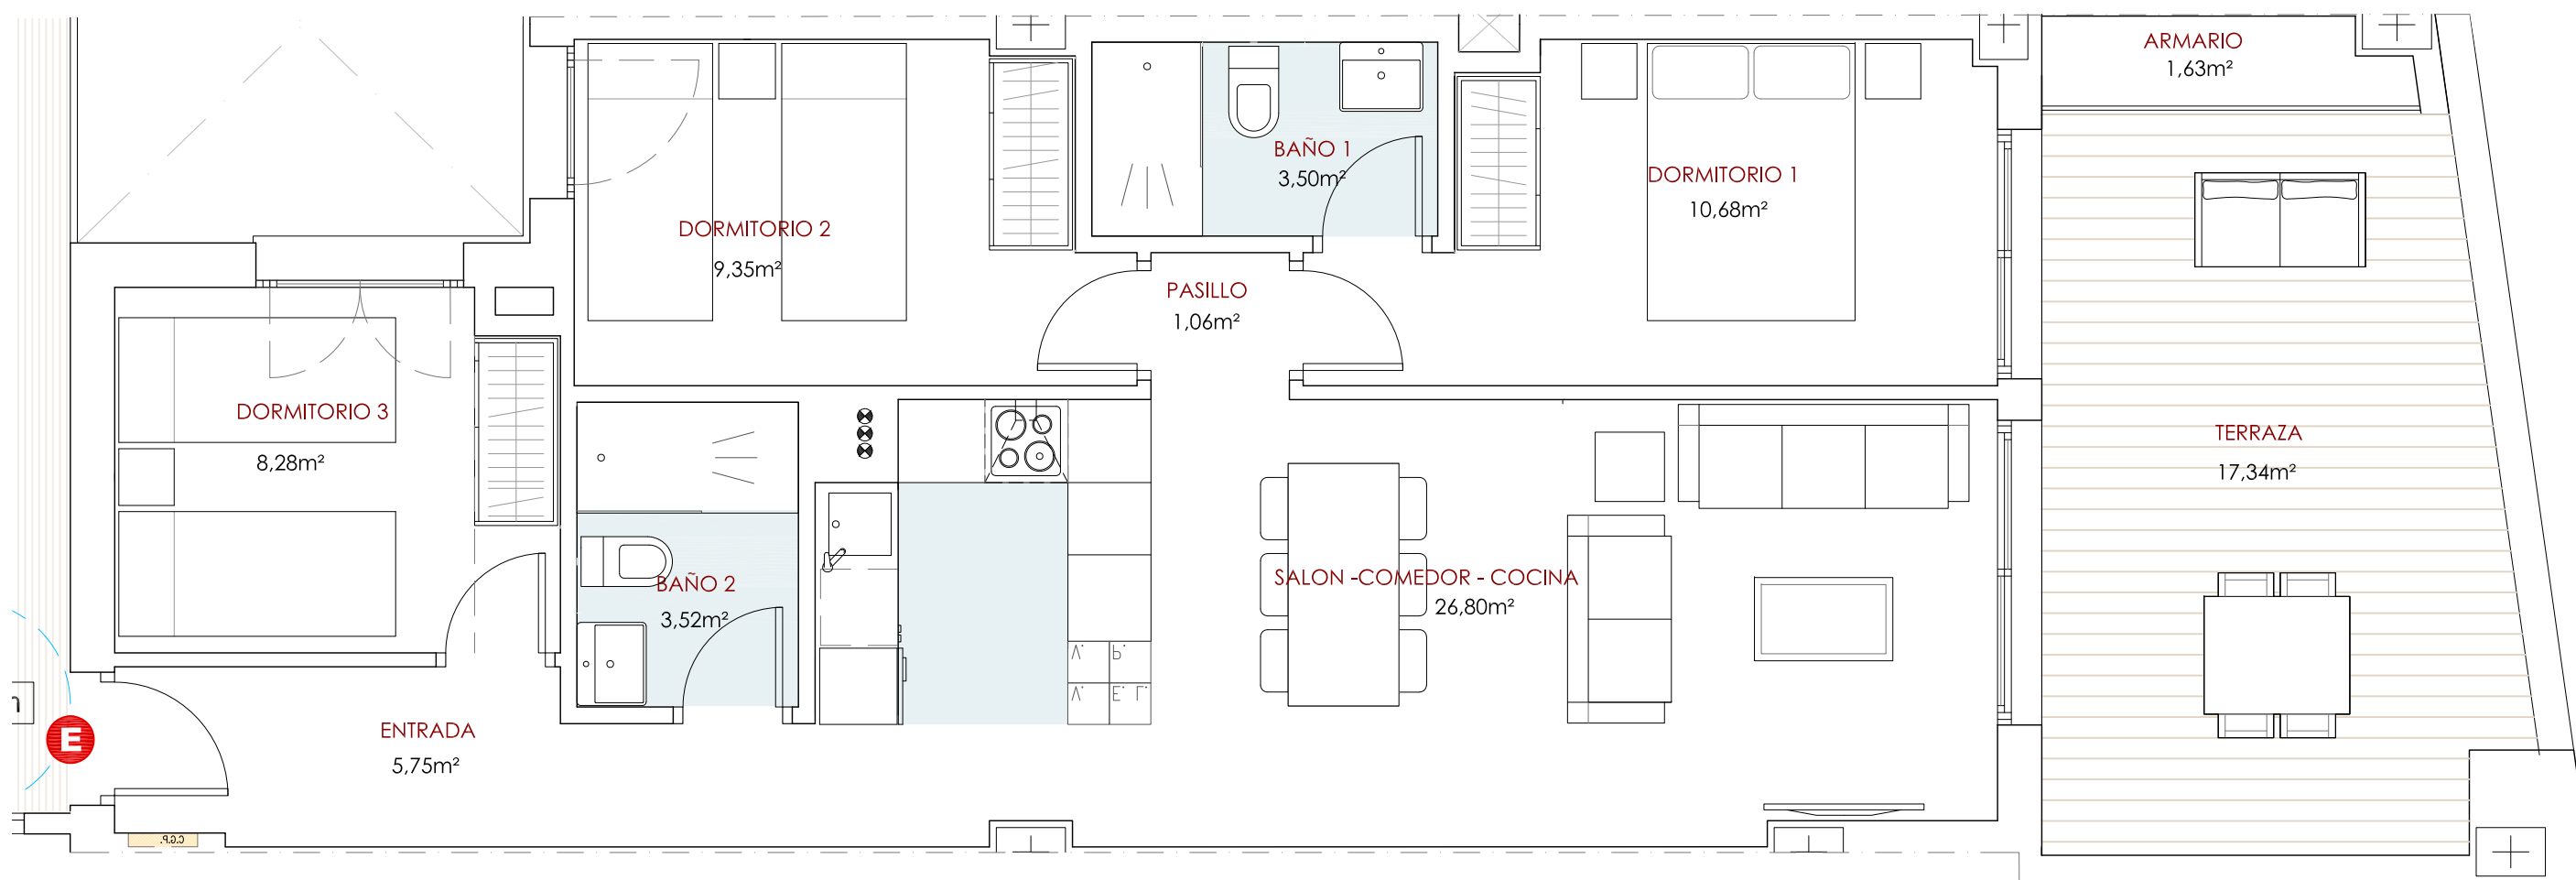 ARMARIO
1,63m²
BAÑO 1
3,50m²
DORMITORIO 1
10,68m²
DORMITORIO 2
9,35m²
PASILLO
1,06m²
DORMITORIO 3
8,28m²
TERRAZA
17,34m²
SALON -COMEDOR - COCINA
26,80m²
BAÑO 2
3,52m²
ENTRADA
5,75m²
E
C.G.P.